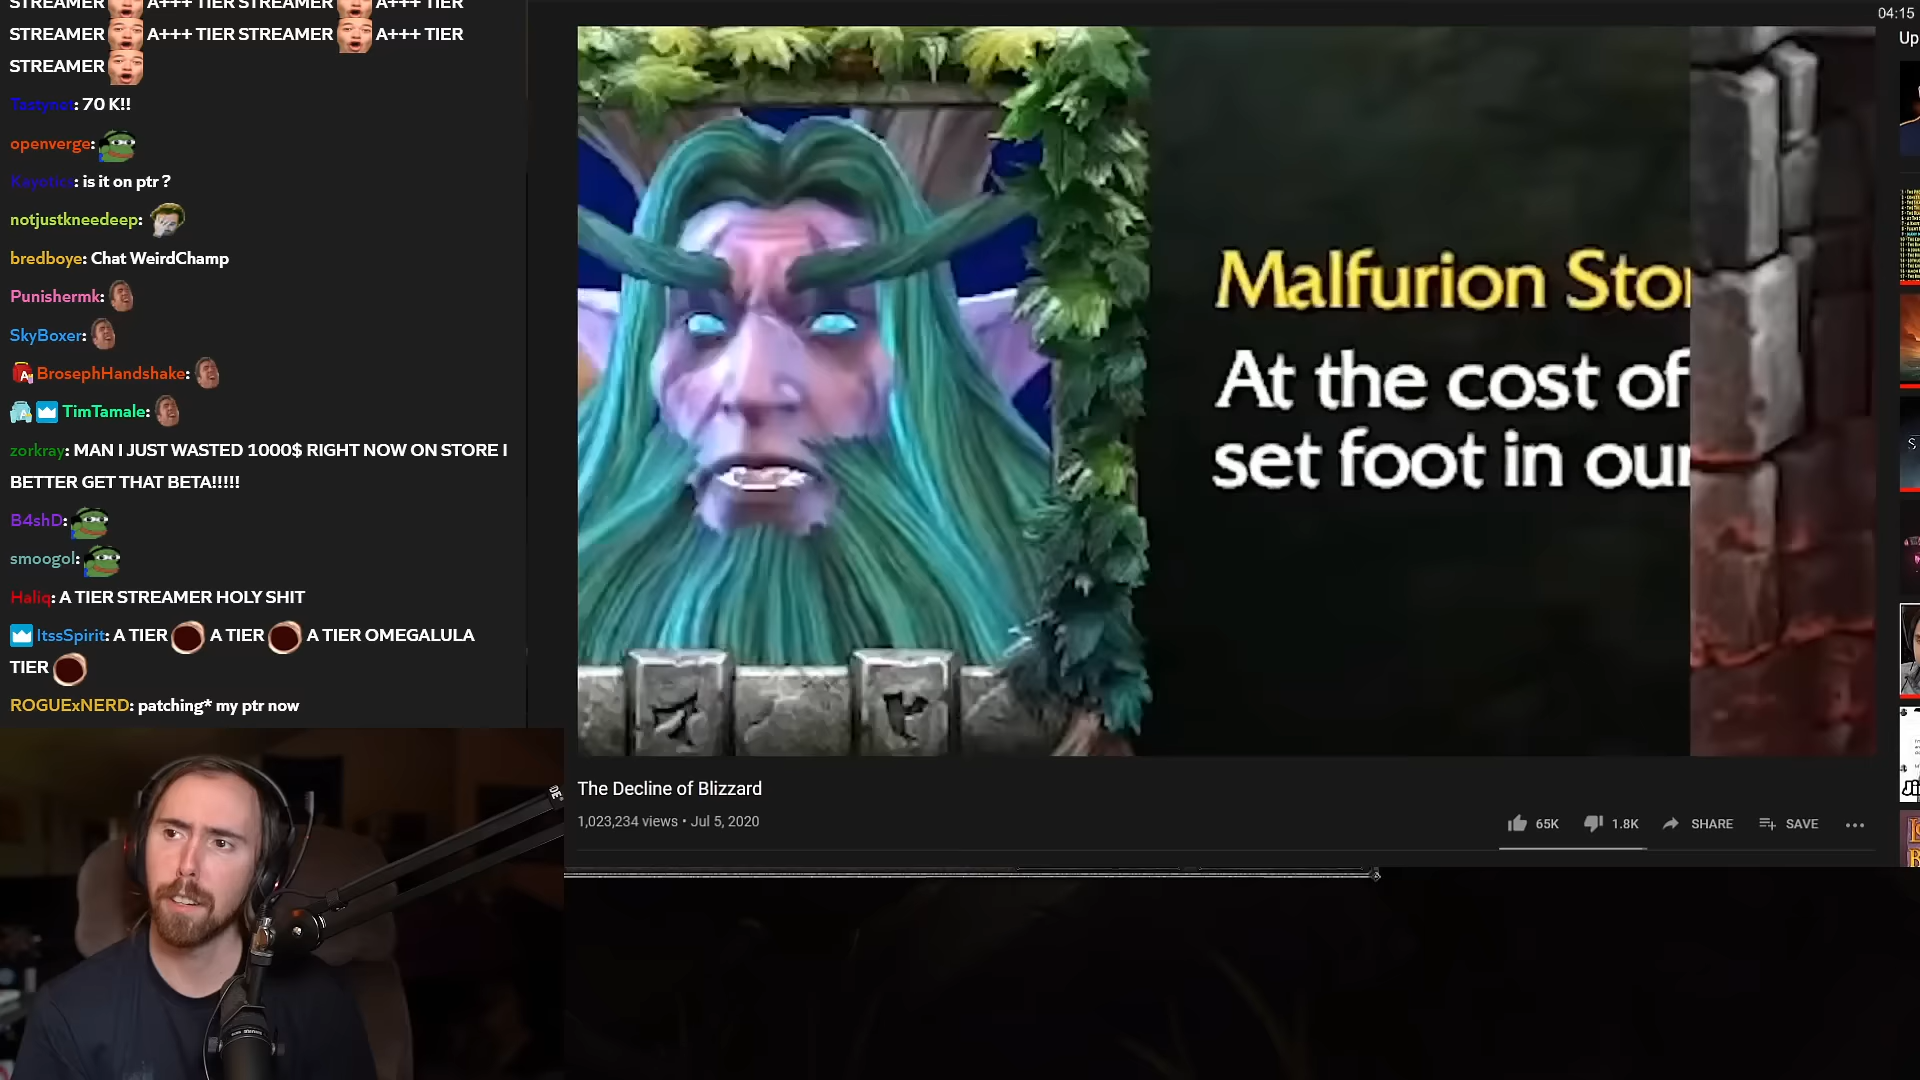 STREAMER A+++ TIER STREAMER A+++ TIER
STREAMER A+++ TIER STREAMER A+++ TIER
STREAMER
Tastynet: 70 K!!
openverge:
Kayotica: is it on ptr ?
notjustkneedeep:
bredboye: Chat WeirdChamp
Punishermk:
SkyBoxer:
BrosephHandshake:
TimTamale:
zorkray: MAN I JUST WASTED 1000$ RIGHT NOW ON STORE I
BETTER GET THAT BETA!!!!!
B4shD:
smoogol:
Haliq: A TIER STREAMER HOLY SHIT
ItssSpirit: A TIER A TIER A TIER OMEGALULA
TIER
ROGUExNERD: patching* my ptr now
04:15
Up
Malfurion Stor
At the cost of
set foot in our
The Decline of Blizzard
1,023,234 views • Jul 5, 2020
65K 1.8K SHARE SAVE